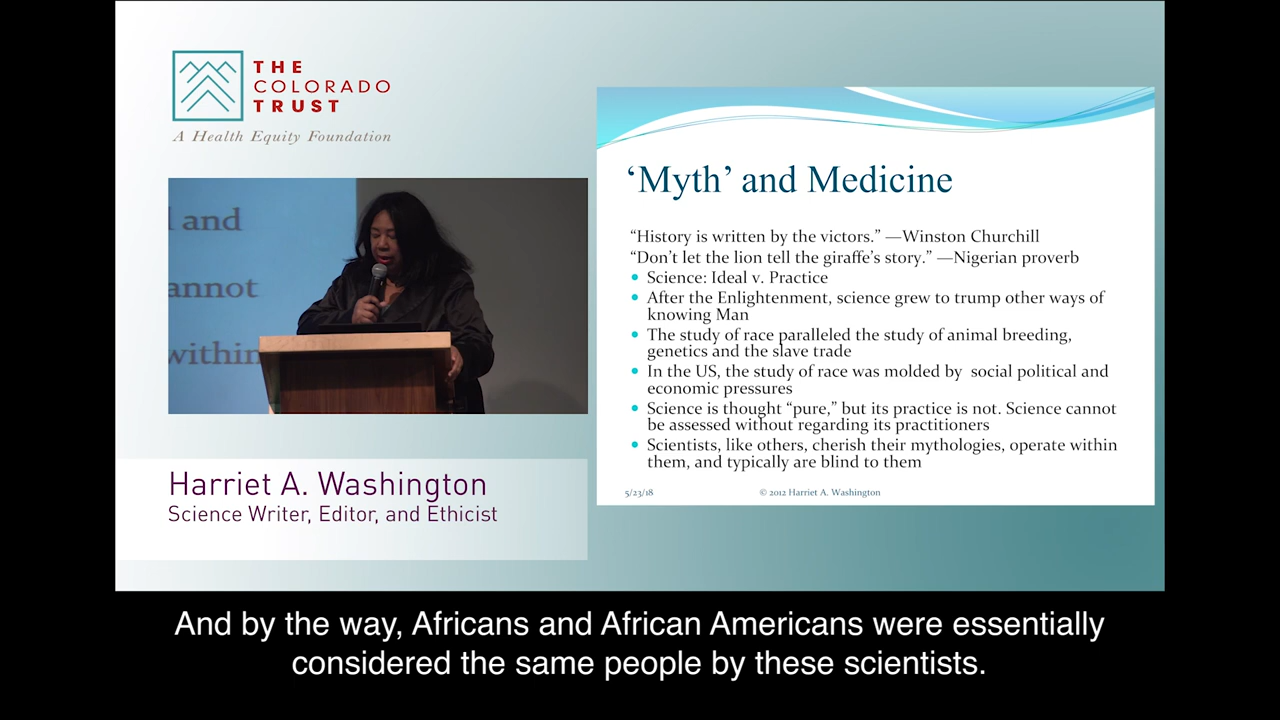 THE
COLORADO
TRUST
A Health Equity Foundation
and
annot
within
Harriet A. Washington
Science Writer, Editor, and Ethicist
‘Myth’ and Medicine
“History is written by the victors.” —Winston Churchill
“Don’t let the lion tell the giraffe’s story.” —Nigerian proverb
• Science: Ideal v. Practice
• After the Enlightenment, science grew to trump other ways of
knowing Man
• The study of race paralleled the study of animal breeding,
genetics and the slave trade
• In the US, the study of race was molded by  social political and
economic pressures
• Science is thought “pure,” but its practice is not. Science cannot
be assessed without regarding its practitioners
• Scientists, like others, cherish their mythologies, operate within
them, and typically are blind to them
5/23/18
© 2012 Harriet A. Washington
And by the way, Africans and African Americans were essentially
considered the same people by these scientists.